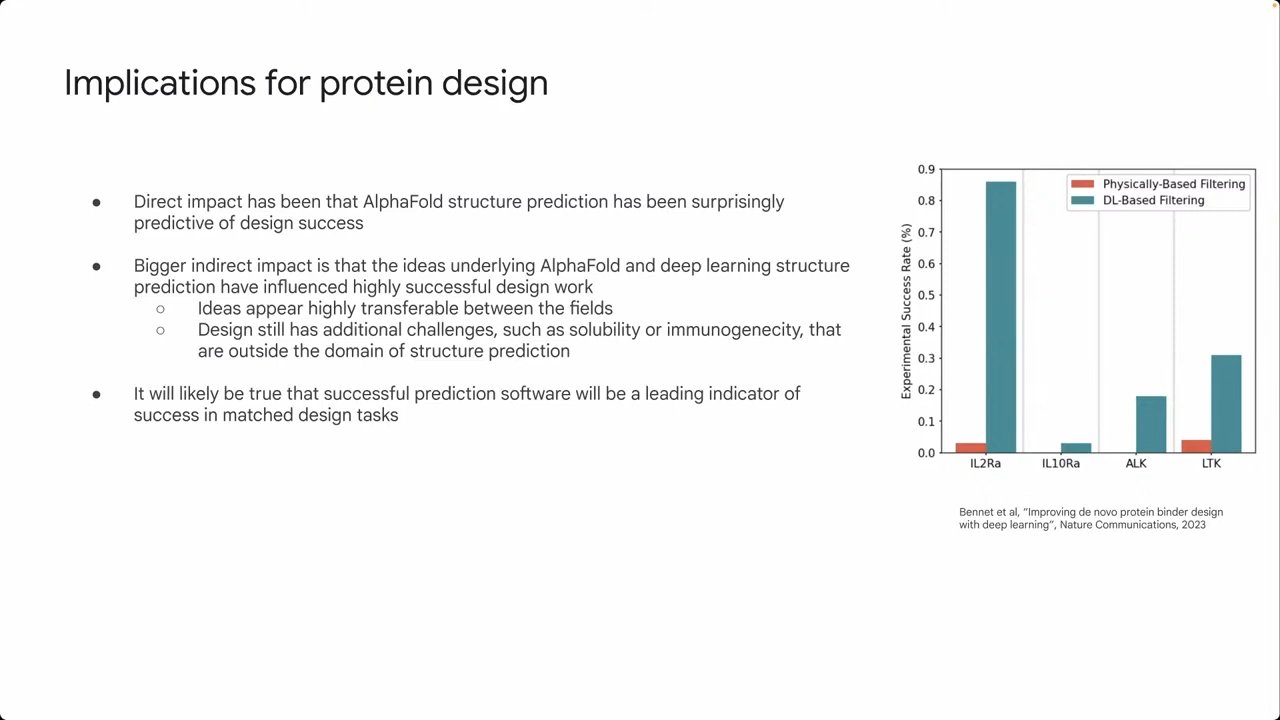 Implications for protein design
● Direct impact has been that AlphaFold structure prediction has been surprisingly
predictive of design success
● Bigger indirect impact is that the ideas underlying AlphaFold and deep learning structure
prediction have influenced highly successful design work
○ Ideas appear highly transferable between the fields
○ Design still has additional challenges, such as solubility or immunogenecity, that
are outside the domain of structure prediction
● It will likely be true that successful prediction software will be a leading indicator of
success in matched design tasks
Experimental Success Rate (%)
0.9
0.8
0.7
0.6
0.5
0.4
0.3
0.2
0.1
0.0
Physically-Based Filtering
DL-Based Filtering
IL2Ra IL10Ra ALK LTK
Bennet et al, “Improving de novo protein binder design
with deep learning”, Nature Communications, 2023